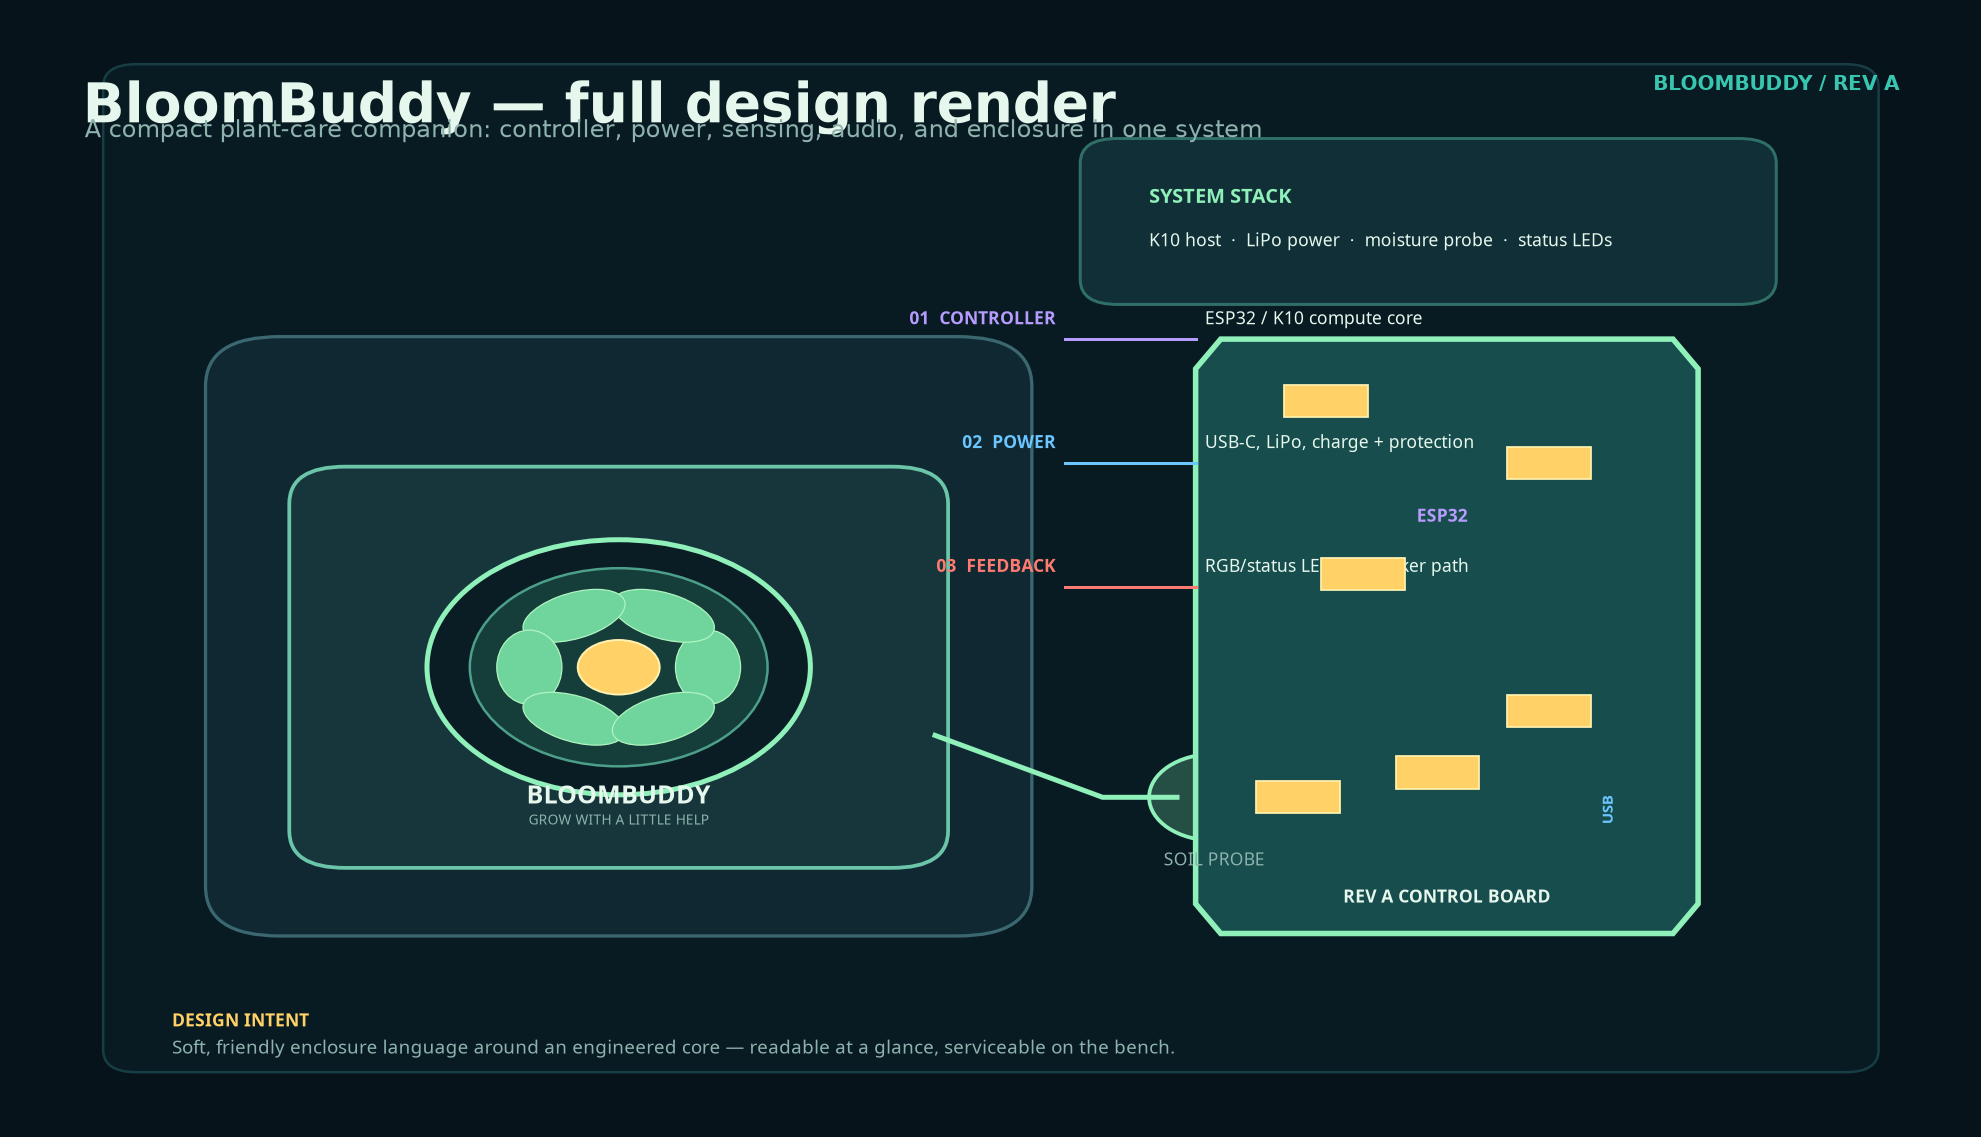 BloomBuddy — full design render
BLOOMBUDDY / REV A
A compact plant-care companion: controller, power, sensing, audio, and enclosure in one system
SYSTEM STACK
K10 host · LiPo power · moisture probe · status LEDs
01 CONTROLLER
ESP32 / K10 compute core
02 POWER
USB-C, LiPo, charge + protection
ESP32
03 FEEDBACK
RGB/status path
BLOOMBUDDY
GROW WITH A LITTLE HELP
USB
SOIL PROBE
REV A CONTROL BOARD
DESIGN INTENT
Soft, friendly enclosure language around an engineered core — readable at a glance, serviceable on the bench.